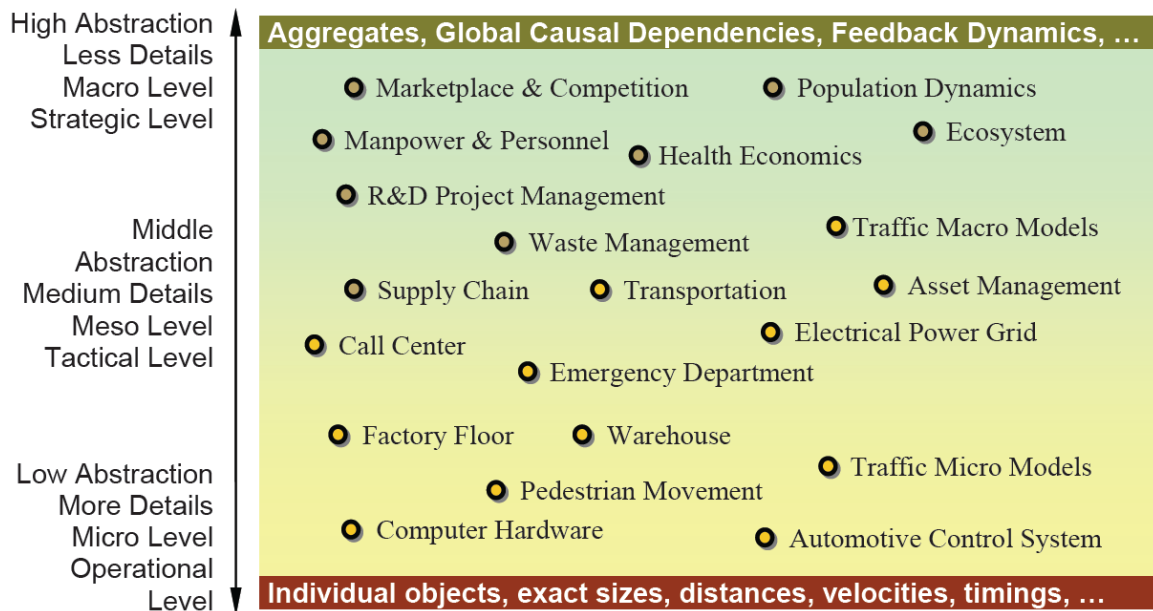 High Abstraction
Less Details
Macro Level
Strategic Level
Middle
Abstraction
Medium Details
Meso Level
Tactical Level
Low Abstraction
More Details
Micro Level
Operational
Level
Aggregates, Global Causal Dependencies, Feedback Dynamics, …
Marketplace & Competition
Population Dynamics
Manpower & Personnel
Ecosystem
Health Economics
R&D Project Management
Traffic Macro Models
Waste Management
Supply Chain
Transportation
Asset Management
Call Center
Electrical Power Grid
Emergency Department
Factory Floor
Warehouse
Traffic Micro Models
Pedestrian Movement
Computer Hardware
Automotive Control System
Individual objects, exact sizes, distances, velocities, timings, …